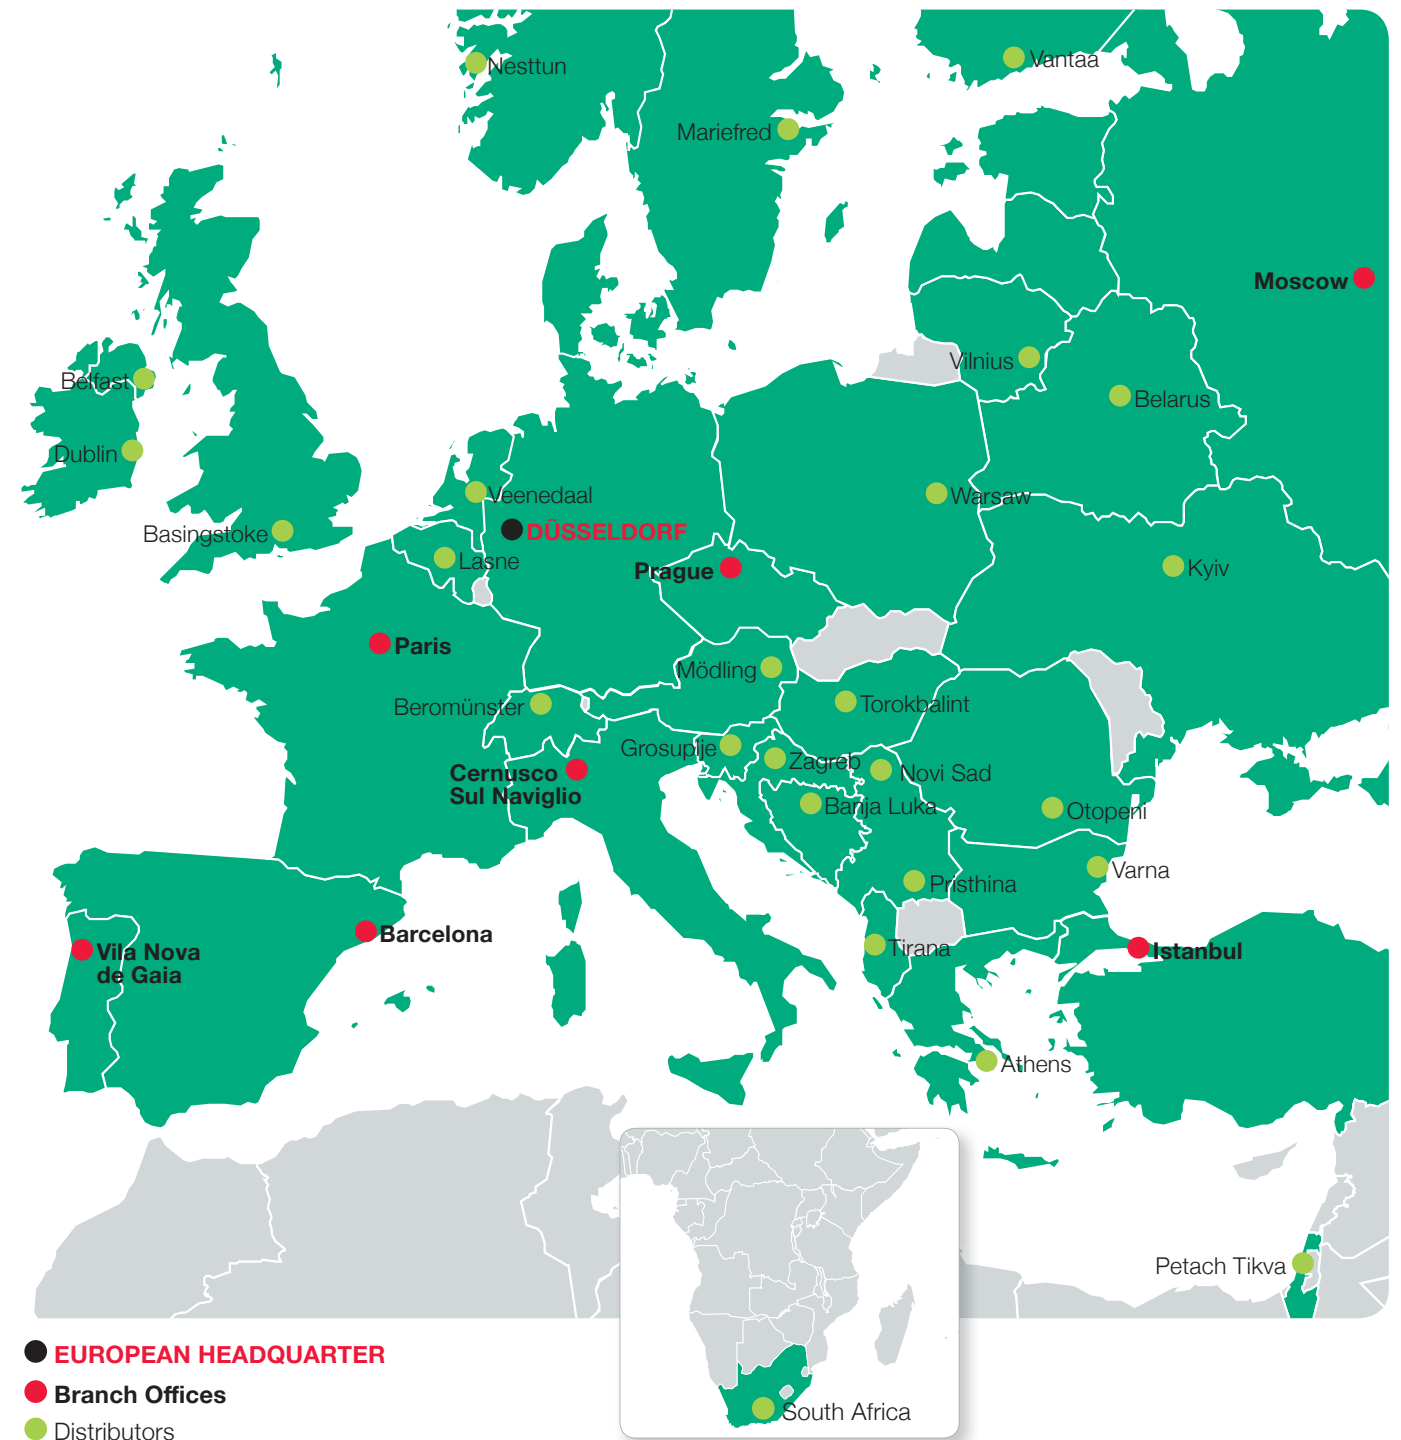 Nesttun
Vantaa
Mariefred
Moscow
Vilnius
Belfast
Belarus
Dublin
Veenedaal
Warsaw
Basingstoke
DÜSSELDORF
Lasne
Prague
Kyiv
Paris
Mödling
Beromünster
Torokbalint
Grosuplje
Zagreb
Cernusco
Sul Naviglio
Novi Sad
Banja Luka
Otopeni
Varna
Pristhina
Barcelona
Tirana
Vila Nova
de Gaia
Istanbul
Athens
Petach Tikva
South Africa
EUROPEAN HEADQUARTER
Branch Offices
Distributors